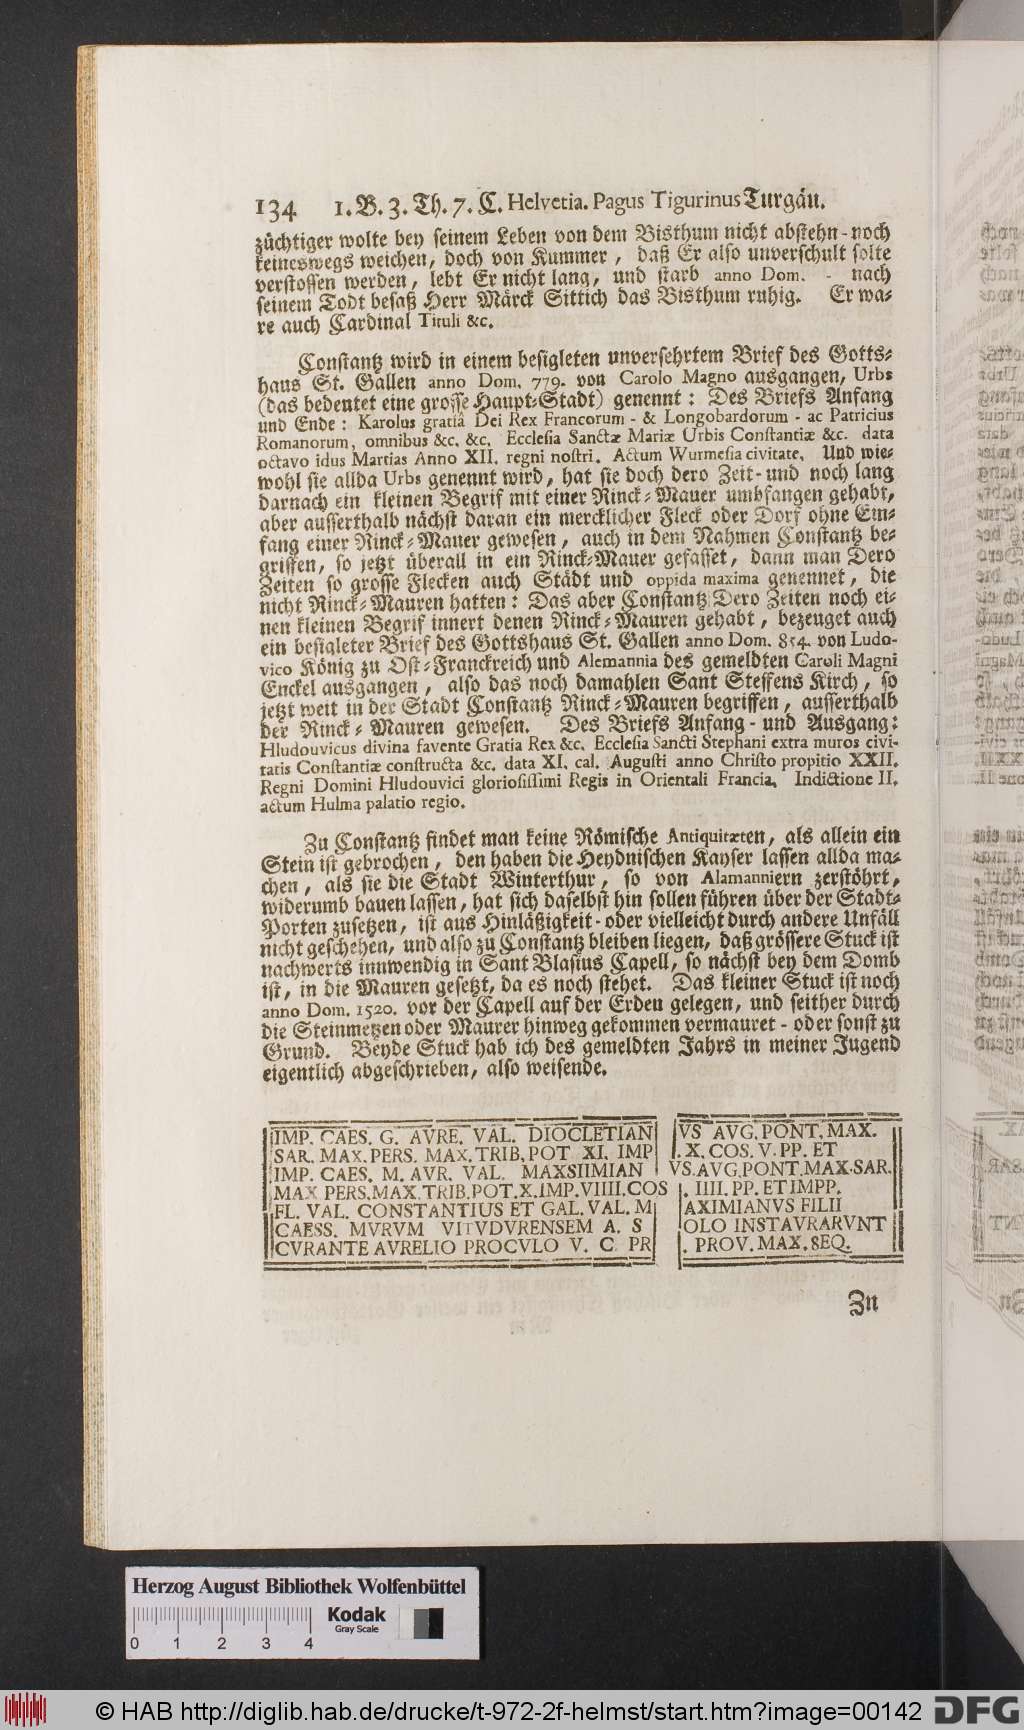 134 1. B. 3. Th. 7. C. Helvetia. Pagus Tigurinus Turgåu.
züchtiger wolte bey seinem Leben von dem Bisthum nicht abstehn-noch
keineswegs weichen, doch von Kummer, daß Er also unverschult solte
verstossen werden, lebt Er nicht lang, und starb anno Dom. - nach
seinem Todt besaß Herr Mårck Sittich das Bisthum ruhig. Er wa-
re auch Cardinal Tituli &c.
Constantz wird in einem besigleten unversehrtem Brief des Gotts-
haus St. Gallen anno Dom. 779. von Carolo Magno ausgangen, Urbs
(das bedentet eine grosse Haupt-Stadt) genennt: Des Briefs Anfang
und Ende: Karolus gratiâ Dei Rex Francorum - & Longobardorum - ac Patricius
Romanorum, omnibus &c. &c. Ecclesia Sanctæ Mariæ Urbis Constantiæ &c. data
octavo idus Martias Anno XII. regni nostri. Actum Wurmesia civitate. Und wie-
wohl sie allda Urbs genennt wird, hat sie doch dero Zeit-und noch lang
darnach ein kleinen Begrif mit einer Rinck-Mauer umbfangen gehabt,
aber ausserthalb nächst daran ein mercklicher Fleck oder Dorf ohne Ein-
fang einer Rinck-Mauer gewesen, auch in dem Nahmen Constantz be-
griffen, so jetzt überall in ein Rinck-Mauer gefasset, dann man Dero
Zeiten so grosse Flecken auch Städt und oppida maxima genennet, die
nicht Rinck-Mauren hatten: Das aber Constantz Dero Zeiten noch ei-
nen kleinen Begrif innert denen Rinck-Mauren gehabt, bezeuget auch
ein besigleter Brief des Gottshaus St. Gallen anno Dom. 854. von Ludo-
vico König zu Ost-Franckreich und Alemannia des gemeldten Caroli Magni
Enckel ausgangen, also das noch damahlen Sant Steffens Kirch, so
jetzt weit in der Stadt Constantz Rinck-Mauren begriffen, ausserthalb
der Rinck-Mauren gewesen. Des Briefs Anfang-und Ausgang:
Hludouvicus divina favente Gratia Rex &c. Ecclesia Sancti Stephani extra muros civi-
tatis Constantiæ constructa &c. data XI. cal. Augusti anno Christo propitio XXII.
Regni Domini Hludouvici gloriosissimi Regis in Orientali Francia, Indictione II.
actum Hulma palatio regio.
Zu Constantz findet man keine Römische Antiquitæten, als allein ein
Stein ist gebrochen, den haben die Heydnischen Kayser lassen allda ma-
chen, als sie die Stadt Winterthur, so von Alamanniern zerstöhrt,
widerumb bauen lassen, hat sich daselbst hin sollen führen über der Stadt-
Porten zusetzen, ist aus Hinläßigkeit-oder vielleicht durch andere Unfäll
nicht geschehen, und also zu Constantz bleiben liegen, daß grössere Stuck ist
nachwerts innwendig in Sant Blasius Capell, so nächst bey dem Domb
ist, in die Mauren gesetzt, da es noch stehet. Das kleiner Stuck ist noch
anno Dom. 1520. vor der Capell auf der Erden gelegen, und seither durch
die Steinmetzen oder Maurer hinweg gekommen vermauret-oder sonst zu
Grund. Beyde Stuck hab ich des gemeldten Jahrs in meiner Jugend
eigentlich abgeschrieben, also weisende.
IMP. CAES. G. AVRE. VAL. DIOCLETIAN VS AVG. PONT. MAX.
SAR. MAX. PERS. MAX. TRIB. POT XI. IMP . X. COS. V. PP. ET
IMP. CAES. M. AVR. VAL. MAXSIIMIAN VS. AVG. PONT. MAX. SAR.
MAX PERS. MAX. TRIB. POT. X. IMP. VIIII. COS . IIII. PP. ET IMPP.
FL. VAL. CONSTANTIUS ET GAL. VAL. M AXIMIANVS FILII
CAESS. MVRVM VITVDVRENSEM A. S OLO INSTAVRARVNT
CVRANTE AVRELIO PROCVLO V. C. PR . PROV. MAX. SEQ.
Zu
Herzog August Bibliothek Wolfenbüttel
Kodak
Gray Scale
0 1 2 3 4
© HAB http://diglib.hab.de/drucke/t-972-2f-helmst/start.htm?image=00142 DFG